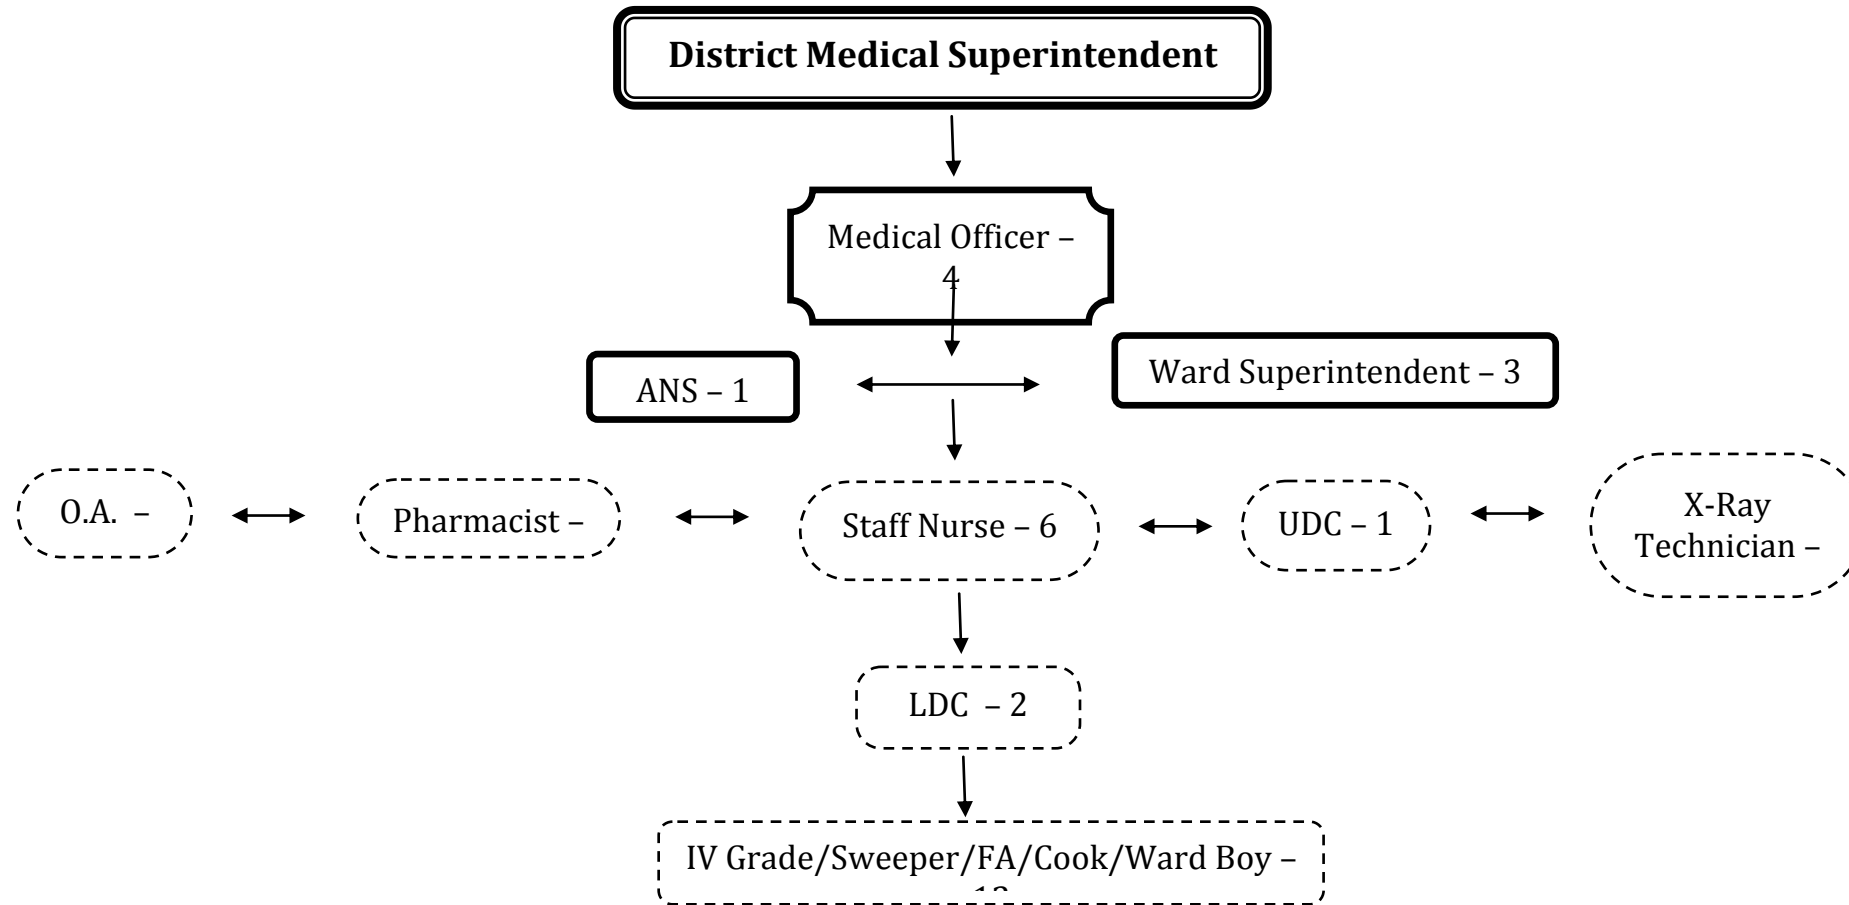 District Medical Superintendent
Medical Officer –
4
ANS – 1
Ward Superintendent – 3
O.A. –
Pharmacist –
Staff Nurse – 6
UDC – 1
X-Ray
Technician –
LDC – 2
IV Grade/Sweeper/FA/Cook/Ward Boy –